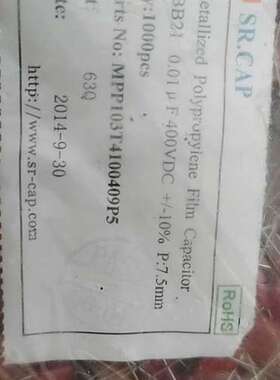 SR.CAP
etallized Polypropylene Film Capacitor
BB21 0.01μF 400VDC +/-10% P:7.5mm
y:1000pcs
rts No: MPP103T4100409P5
t: 63Q
ate: 2014-9-30
http://www.sr-cap.com
RoHS